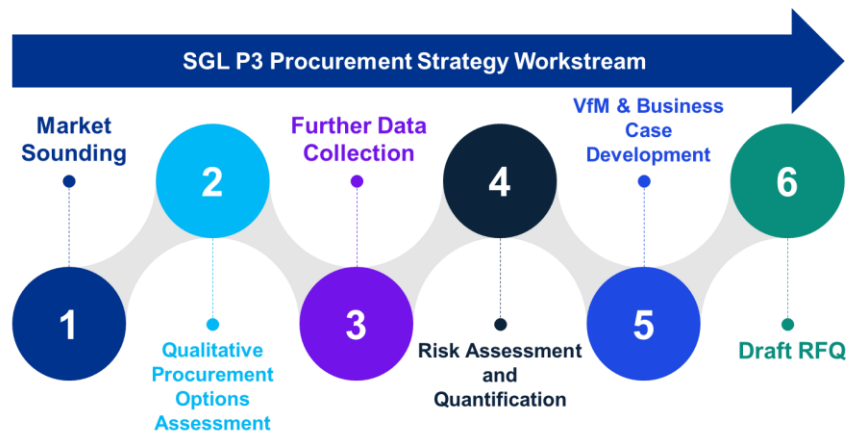 SGL P3 Procurement Strategy Workstream
Market
Sounding
1
2
Qualitative
Procurement
Options
Assessment
Further Data
Collection
3
4
Risk Assessment
and
Quantification
VfM & Business
Case
Development
5
6
Draft RFQ